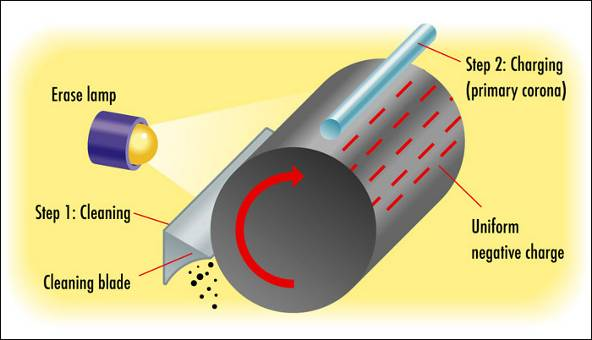 Step 2: Charging
(primary corona)
Erase lamp
Step 1: Cleaning
Uniform
negative charge
Cleaning blade